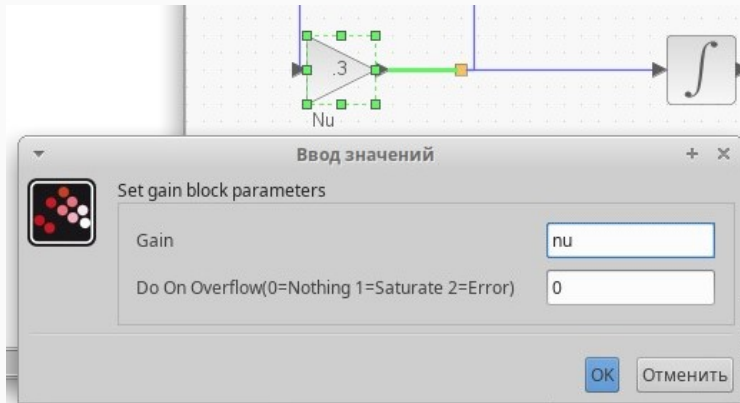 .3
Nu
Ввод значений
Set gain block parameters
Gain
nu
Do On Overflow(0=Nothing 1=Saturate 2=Error)
0
OK
Отменить